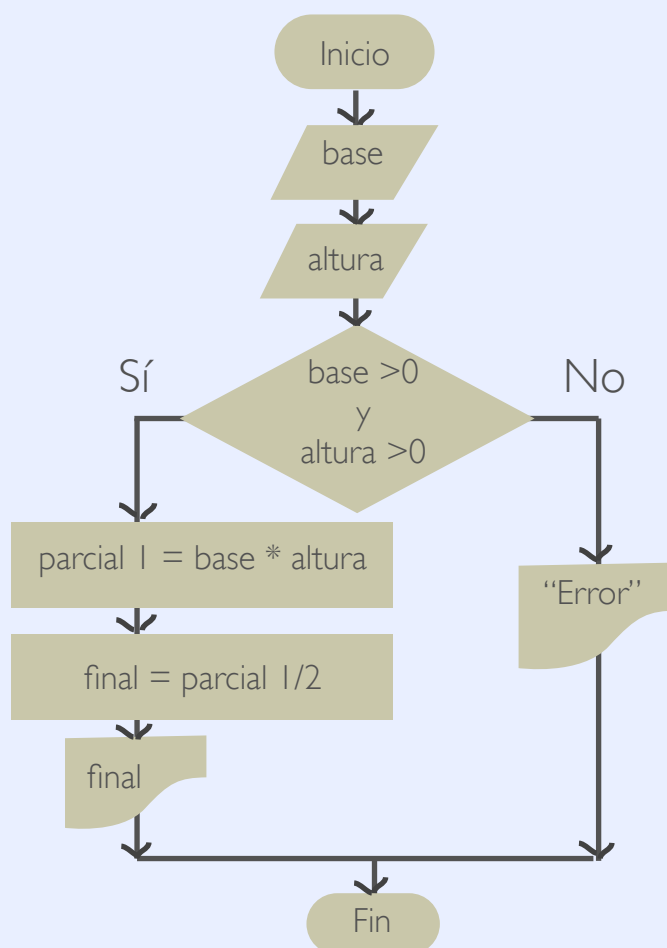 Inicio
base
altura
Sí
base >0
y
altura >0
No
parcial 1 = base * altura
final = parcial 1/2
final
“Error”
Fin